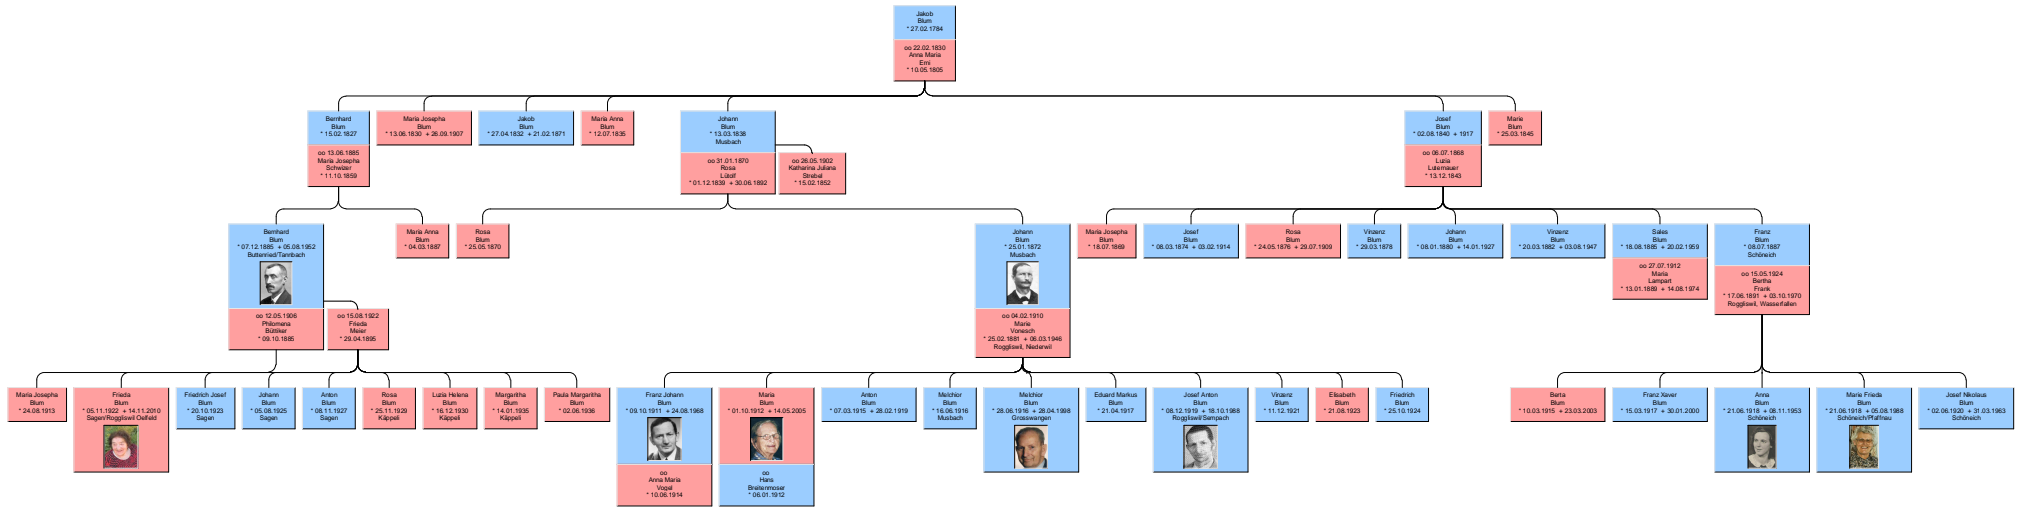 Jakob
Blum
* 27.02.1784
oo 22.02.1830
Anna Maria
Erni
* 10.05.1805
Bernhard
Blum
* 15.02.1827
oo 13.06.1885
Maria Josepha
Schwizer
* 11.10.1859
Maria Josepha
Blum
* 13.06.1830 + 26.09.1907
Jakob
Blum
* 27.04.1832 + 21.02.1871
Maria Anna
Blum
* 12.07.1835
Johann
Blum
* 13.03.1838
Musbach
oo 31.01.1870
Rosa
Lütolf
* 01.12.1839 + 30.06.1892
oo 26.05.1902
Katharina Juliana
Strebel
* 15.02.1852
Josef
Blum
* 02.08.1840 + 1917
oo 06.07.1868
Luzia
Luternauer
* 13.12.1843
Marie
Blum
* 25.03.1845
Bernhard
Blum
* 07.12.1885 + 05.08.1952
Buttenried/Tannbach
oo 12.05.1906
Philomena
Büttiker
* 09.10.1885
oo 15.08.1922
Frieda
Meier
* 29.04.1895
Maria Anna
Blum
* 04.03.1887
Rosa
Blum
* 25.05.1870
Johann
Blum
* 25.01.1872
Musbach
oo 04.02.1910
Marie
Vonesch
* 25.02.1881 + 06.03.1946
Roggliswil, Niederwil
Maria Josepha
Blum
* 18.07.1869
Josef
Blum
* 08.03.1874 + 03.02.1914
Rosa
Blum
* 24.05.1876 + 29.07.1909
Vinzenz
Blum
* 29.03.1878
Johann
Blum
* 08.01.1880 + 14.01.1927
Vinzenz
Blum
* 20.03.1882 + 03.08.1947
Sales
Blum
* 18.08.1885 + 20.02.1959
oo 27.07.1912
Maria
Lampart
* 13.01.1889 + 14.08.1974
Franz
Blum
* 08.07.1887
Schöneich
oo 15.05.1924
Bertha
Frank
* 17.06.1891 + 03.10.1970
Roggliswil, Wasserfallen
Maria Josepha
Blum
* 24.08.1913
Frieda
Blum
* 05.11.1922 + 14.11.2010
Sagen/Roggliswil Oelfeld
Friedrich Josef
Blum
* 20.10.1923
Sagen
Johann
Blum
* 05.08.1925
Sagen
Anton
Blum
* 08.11.1927
Sagen
Rosa
Blum
* 25.11.1929
Käppeli
Luzia Helena
Blum
* 16.12.1930
Käppeli
Margaritha
Blum
* 14.01.1935
Käppeli
Paula Margaritha
Blum
* 02.06.1936
Franz Johann
Blum
* 09.10.1911 + 24.08.1968
oo
Anna Maria
Vogel
* 10.06.1914
Maria
Blum
* 01.10.1912 + 14.05.2005
oo
Hans
Breitenmoser
* 06.01.1912
Anton
Blum
* 07.03.1915 + 28.02.1919
Melchior
Blum
* 16.06.1916
Musbach
Melchior
Blum
* 28.06.1916 + 28.04.1998
Grosswangen
Eduard Markus
Blum
* 21.04.1917
Josef Anton
Blum
* 08.12.1919 + 18.10.1988
Roggliswil/Sempach
Vinzenz
Blum
* 11.12.1921
Elisabeth
Blum
* 21.08.1923
Friedrich
Blum
* 25.10.1924
Berta
Blum
* 10.03.1915 + 23.03.2003
Franz Xaver
Blum
* 15.03.1917 + 30.01.2000
Anna
Blum
* 21.06.1918 + 08.11.1953
Schöneich
Marie Frieda
Blum
* 21.06.1918 + 05.08.1988
Schöneich/Pfaffnau
Josef Nikolaus
Blum
* 02.06.1920 + 31.03.1963
Schöneich